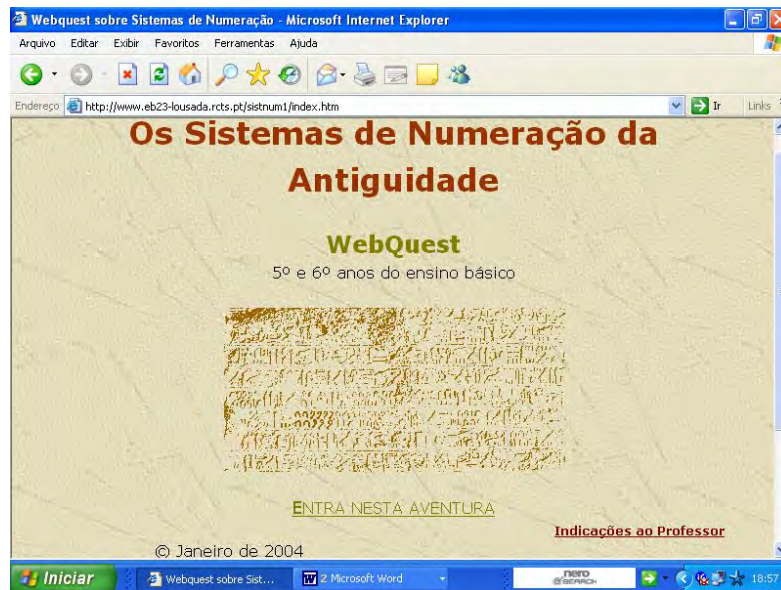 Webquest sobre Sistemas de Numeração - Microsoft Internet Explorer
Arquivo Editar Exibir Favoritos Ferramentas Ajuda
Endereço http://www.eb23-lousada.rcts.pt/sistnum1/index.htm Ir Links
Os Sistemas de Numeração da
Antiguidade
WebQuest
5º e 6º anos do ensino básico
ENTRA NESTA AVENTURA
Indicações ao Professor
© Janeiro de 2004
Iniciar Webquest sobre Sist... 2 Microsoft Word nero SEARCH 18:57